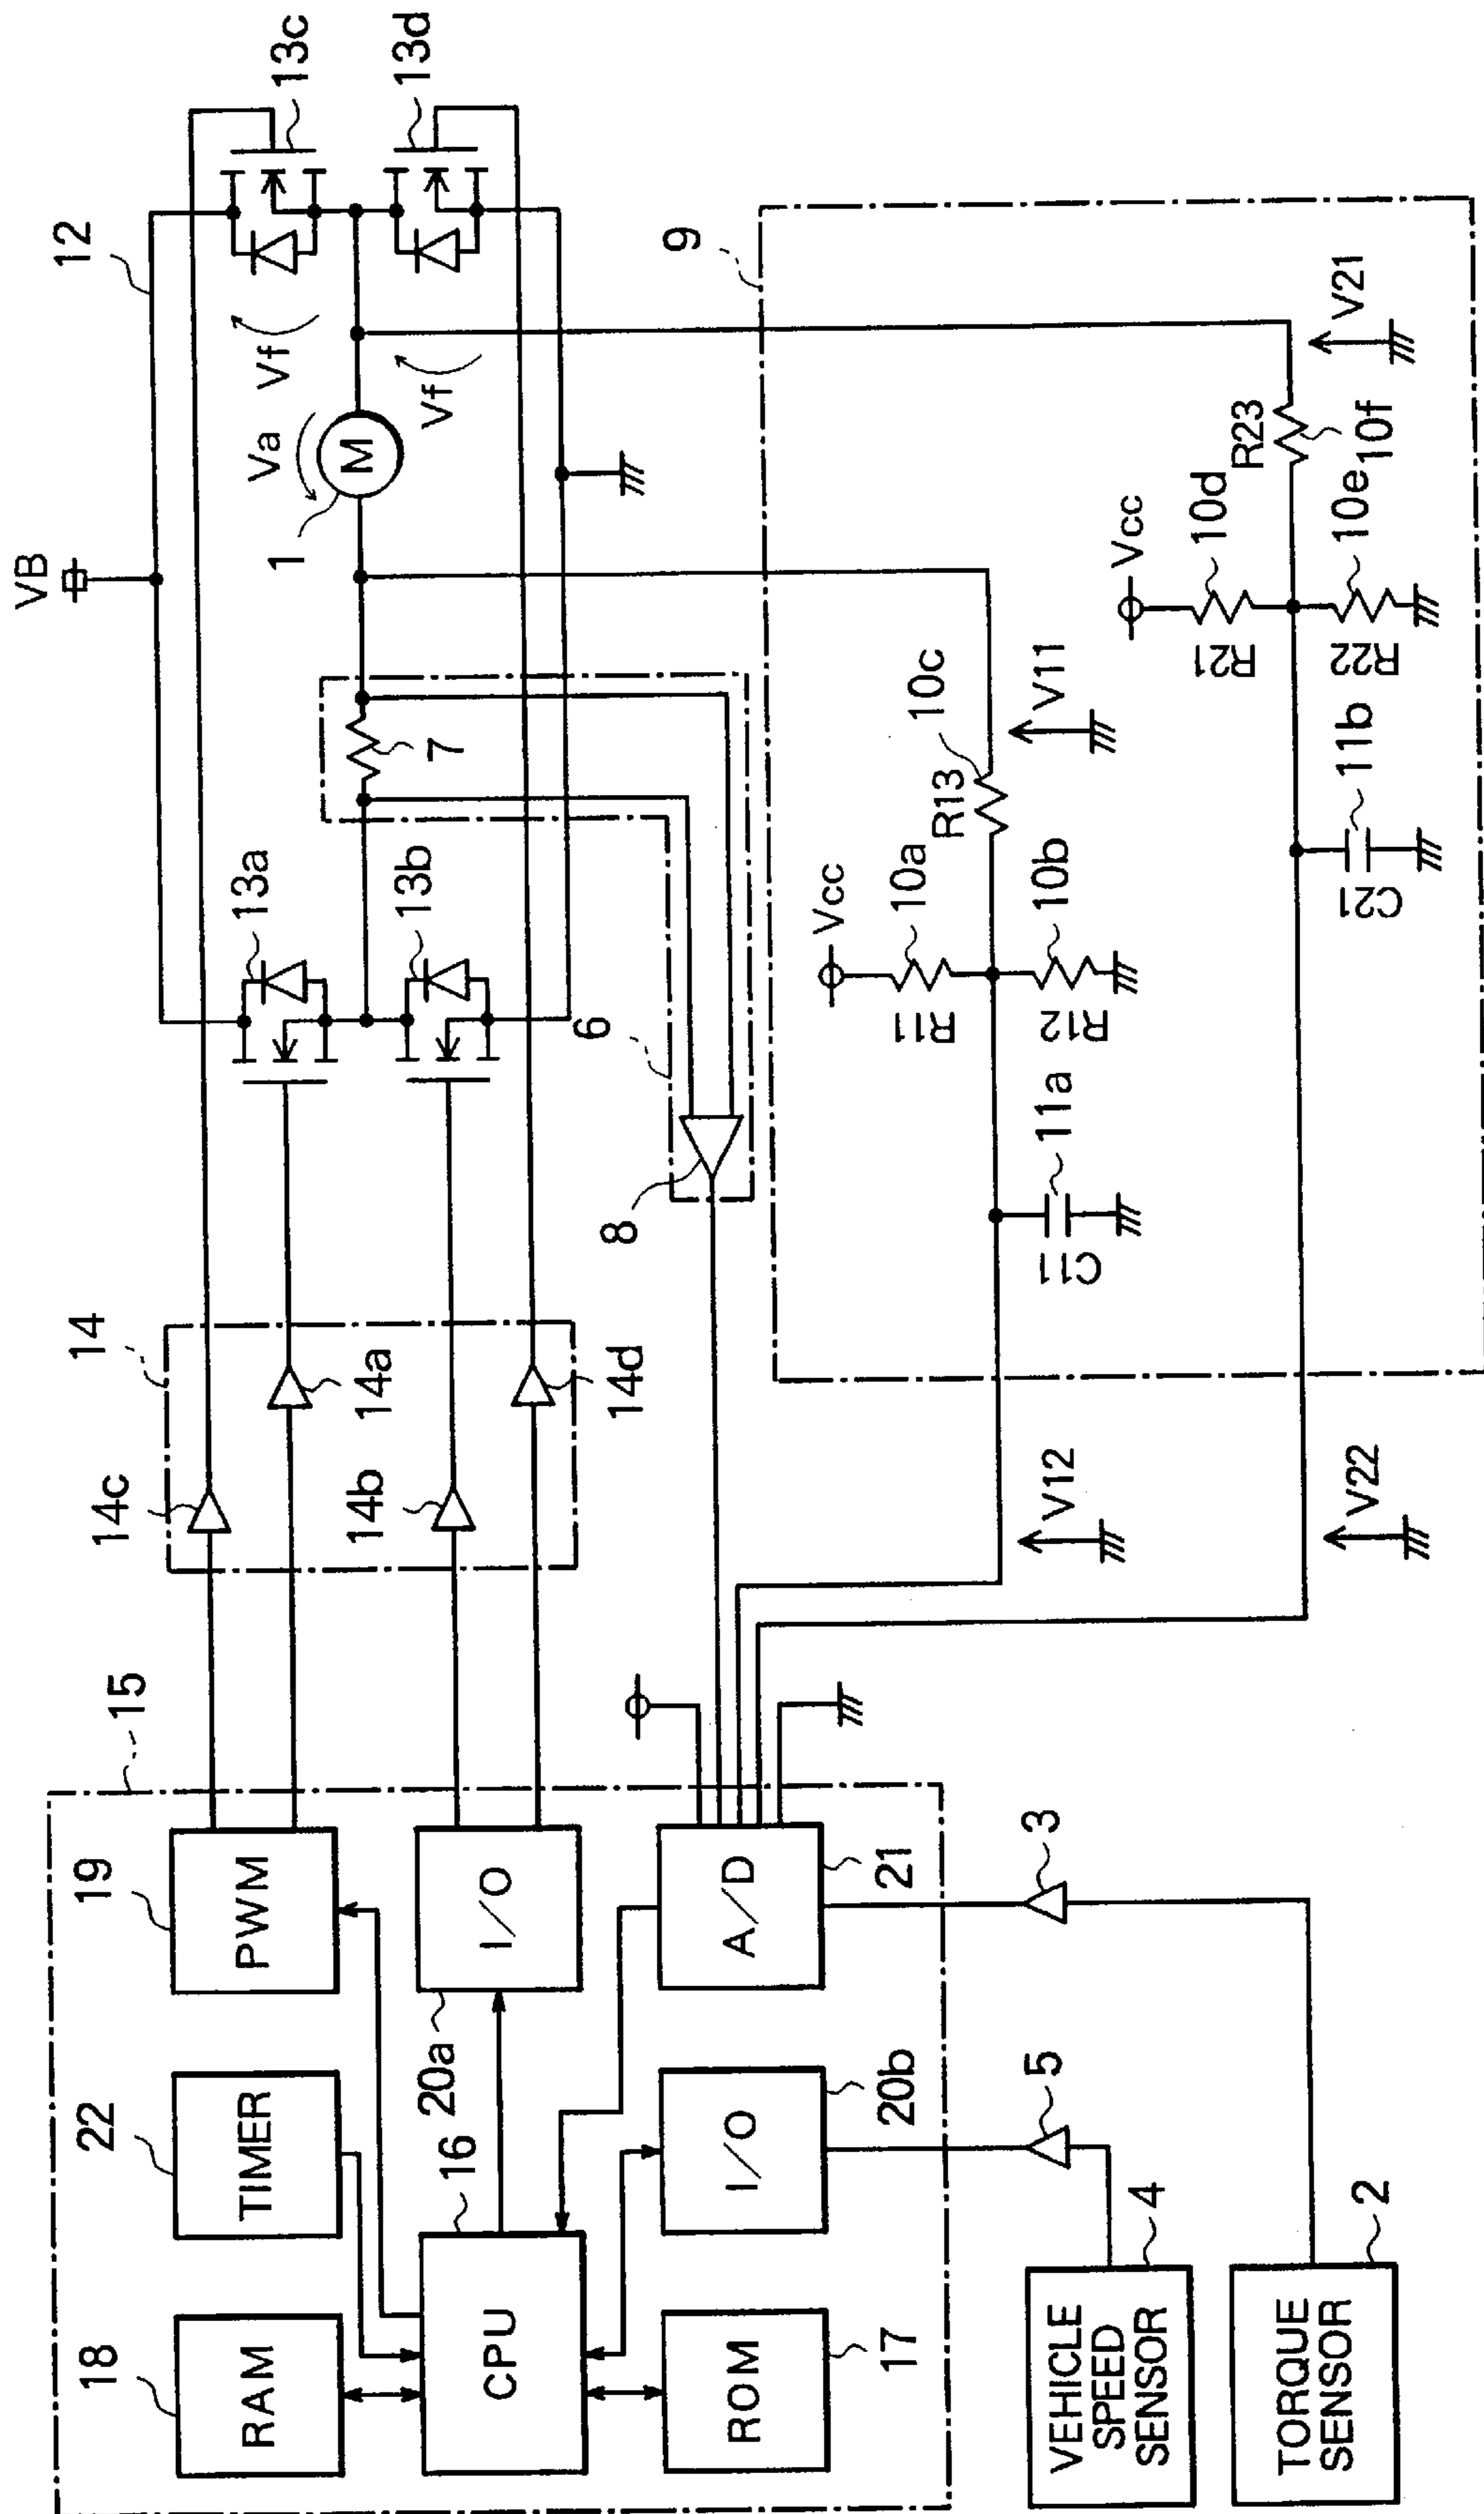 VB
12
13c
13d
Vf
Va
Vf
M
1
7
13a
13b
6
8
9
14
14c
14a
14b
14d
15
19
PWM
22
TIMER
18
RAM
I/O
20a
16
CPU
A/D
21
I/O
20b
ROM
17
3
5
VEHICLE
SPEED
SENSOR
4
TORQUE
SENSOR
2
Vcc
10a
R11
10b
R12
R13
10c
V11
11a
C11
V12
Vcc
10d
R21
10e
R22
R23
10f
V21
11b
C21
V22